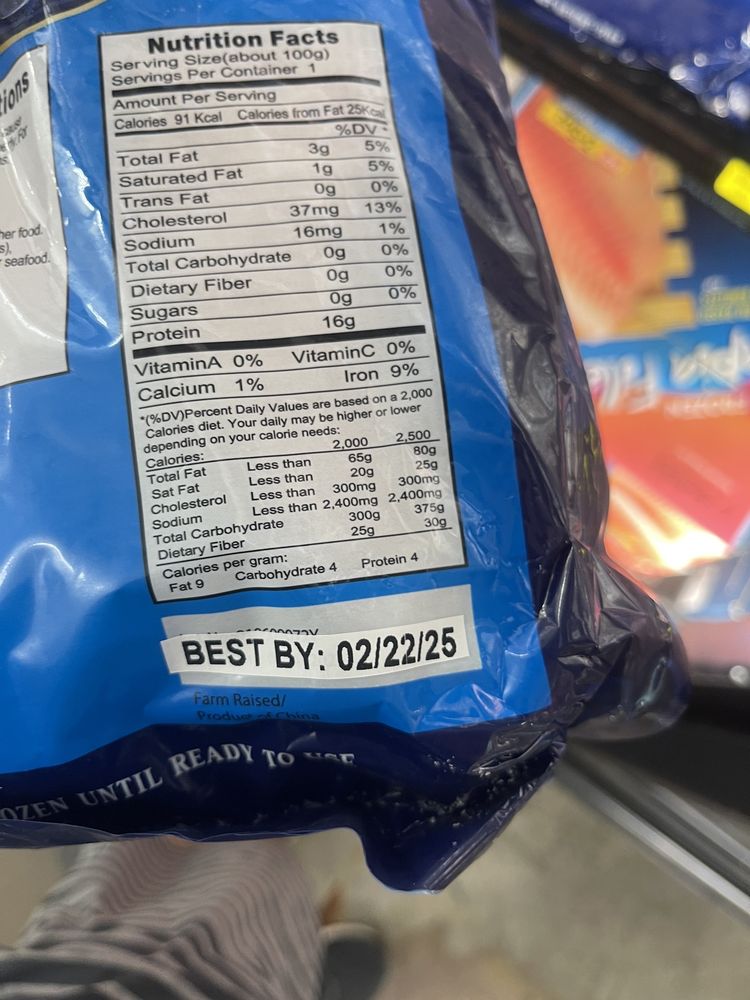 tions
her food.
seafood.
Nutrition Facts
Serving Size(about 100g)
Servings Per Container 1
Amount Per Serving
Calories 91 Kcal Calories from Fat 25Kcal
%DV*
Total Fat 3g 5%
Saturated Fat 1g 5%
Trans Fat 0g 0%
Cholesterol 37mg 13%
Sodium 16mg 1%
Total Carbohydrate 0g 0%
Dietary Fiber 0g 0%
Sugars 0g 0%
Protein 16g
VitaminA 0% VitaminC 0%
Calcium 1% Iron 9%
*(%DV)Percent Daily Values are based on a 2,000
Calories diet. Your daily may be higher or lower
depending on your calorie needs:
Calories: 2,000 2,500
Total Fat Less than 65g 80g
Sat Fat Less than 20g 25g
Cholesterol Less than 300mg 300mg
Sodium Less than 2,400mg 2,400mg
Total Carbohydrate 300g 375g
Dietary Fiber 25g 30g
Calories per gram:
Fat 9 Carbohydrate 4 Protein 4
BEST BY: 02/22/25
Farm Raised/
Product of China
OZEN UNTIL READY TO USE